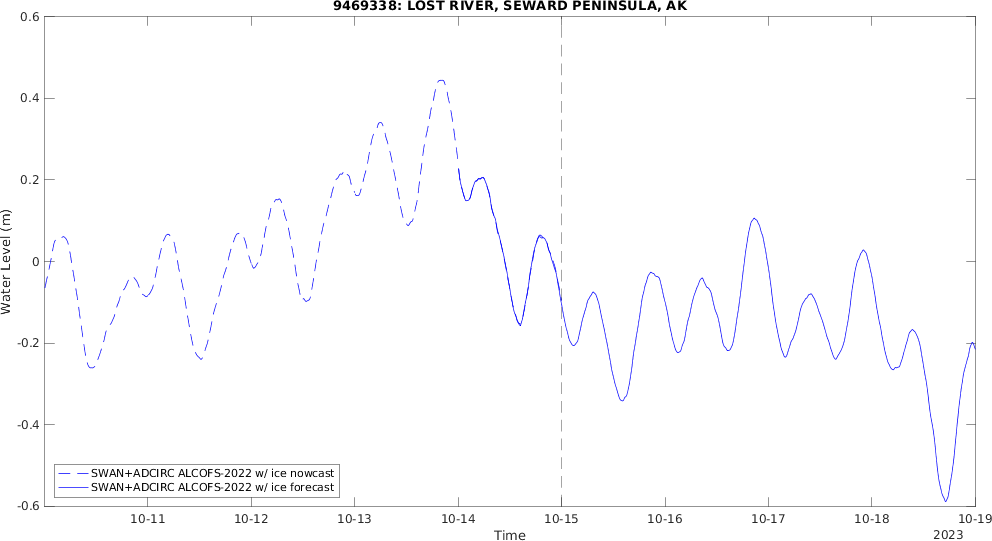 9469338: LOST RIVER, SEWARD PENINSULA, AK
Water Level (m)
0.6
0.4
0.2
0
-0.2
-0.4
-0.6
SWAN+ADCIRC ALCOFS-2022 w/ ice nowcast
SWAN+ADCIRC ALCOFS-2022 w/ ice forecast
10-11 10-12 10-13 10-14 10-15 10-16 10-17 10-18 10-19
Time
2023